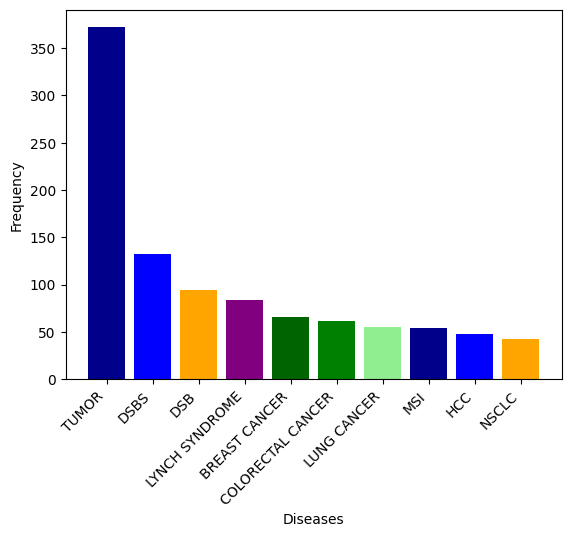 350
300
250
200
150
100
50
0
Frequency
TUMOR
DSBS
DSB
LYNCH SYNDROME
BREAST CANCER
COLORECTAL CANCER
LUNG CANCER
MSI
HCC
NSCLC
Diseases